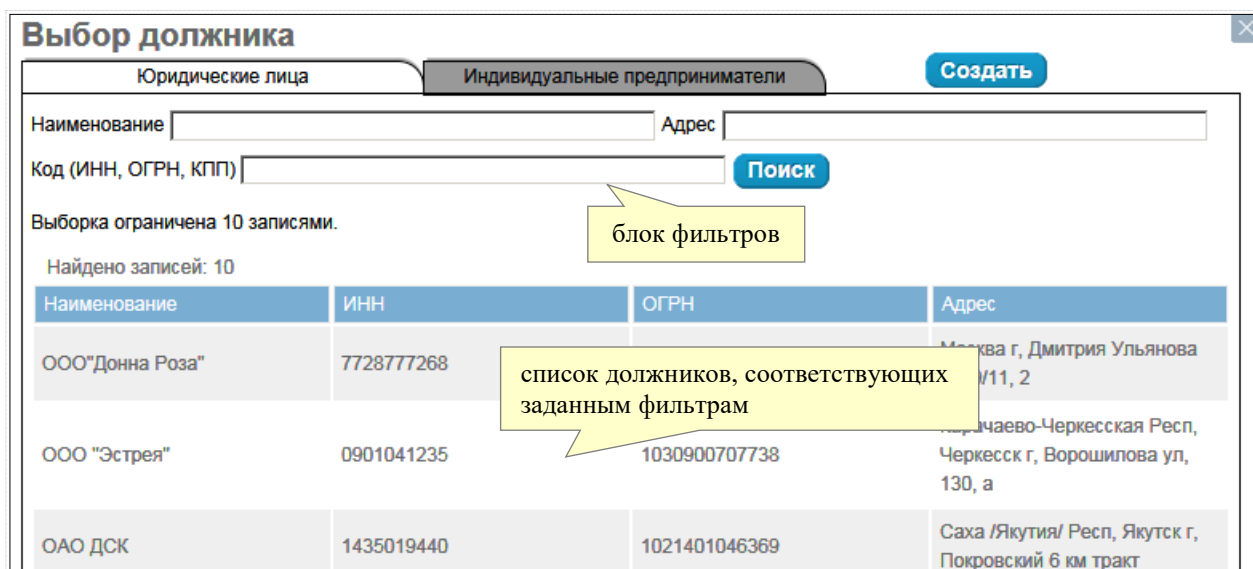 Выбор должника
Юридические лица
Индивидуальные предприниматели
Создать
Наименование
Адрес
Код (ИНН, ОГРН, КПП)
Поиск
блок фильтров
Выборка ограничена 10 записями.
Найдено записей: 10
Наименование ИНН ОГРН Адрес
ООО"Донна Роза" 7728777268
г, Дмитрия Ульянова
/11, 2
список должников, соответствующих
заданным фильтрам
ООО "Эстрея" 0901041235 1030900707738
Карачаево-Черкесская Респ,
Черкесск г, Ворошилова ул,
130, а
ОАО ДСК 1435019440 1021401046369
Саха /Якутия/ Респ, Якутск г,
Покровский 6 км тракт